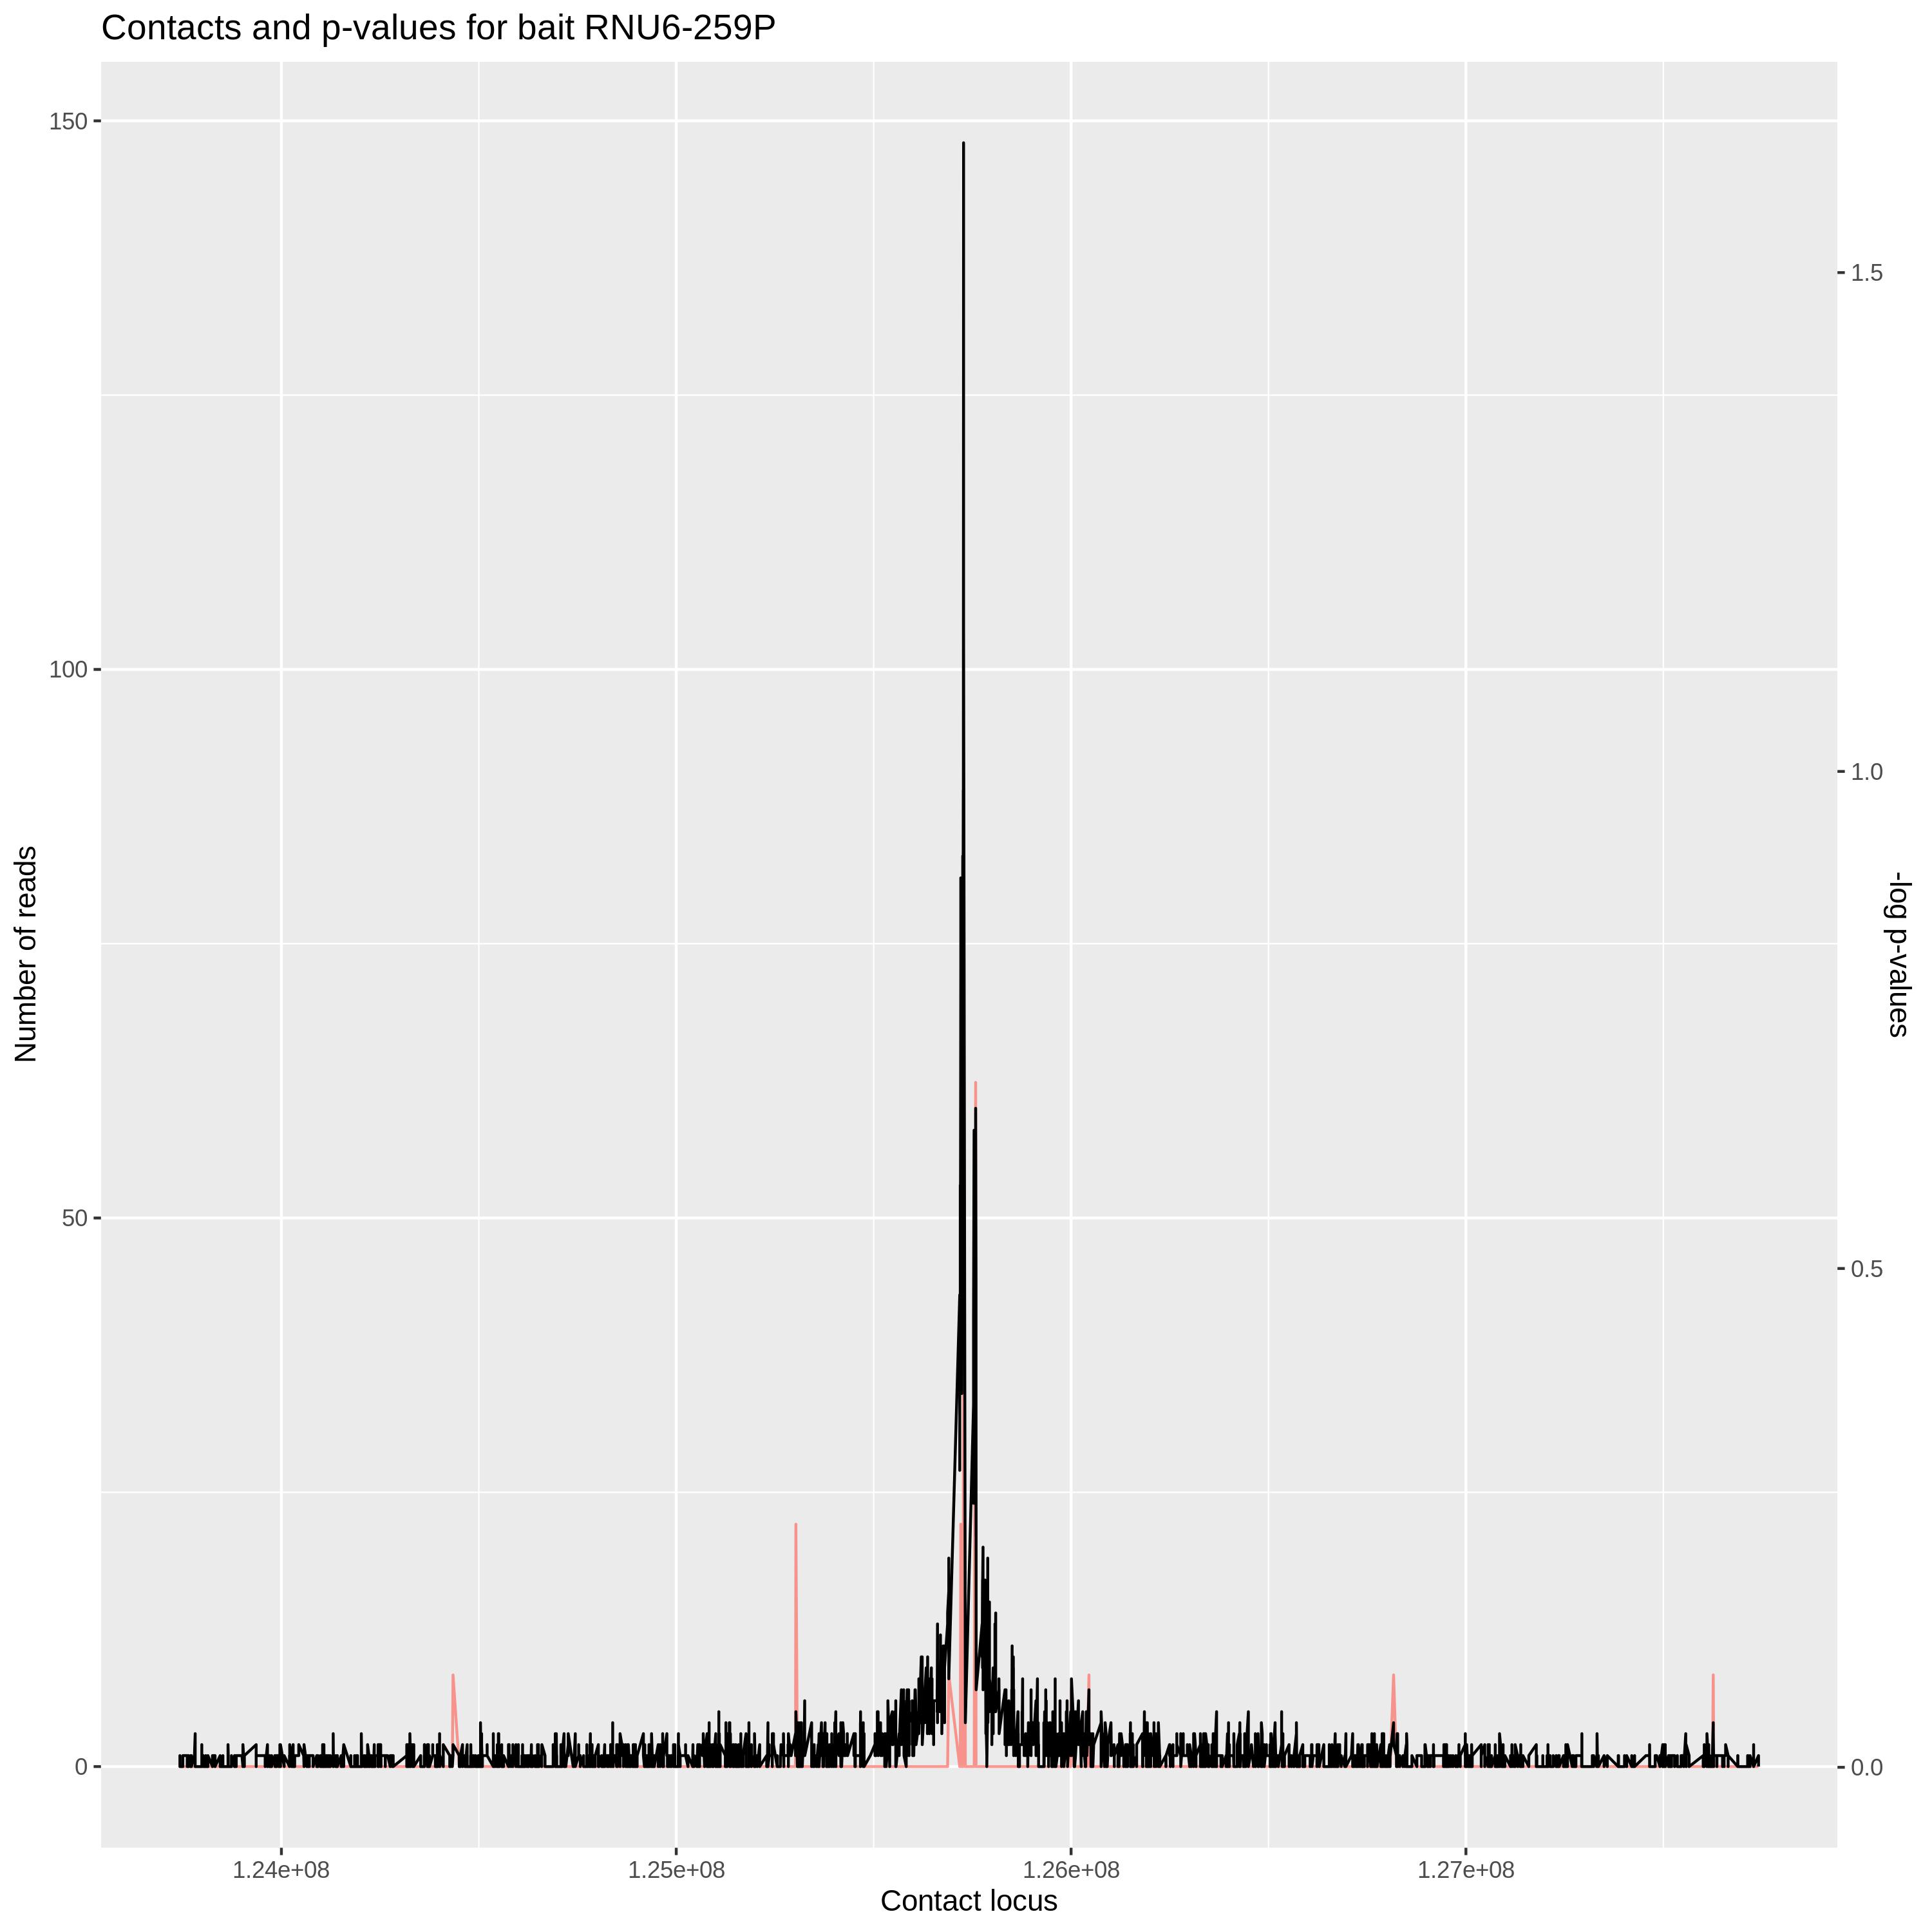 Contacts and p-values for bait RNU6-259P
150
100
50
0
Number of reads
1.5
1.0
0.5
0.0
-log p-values
1.24e+08
1.25e+08
1.26e+08
1.27e+08
Contact locus